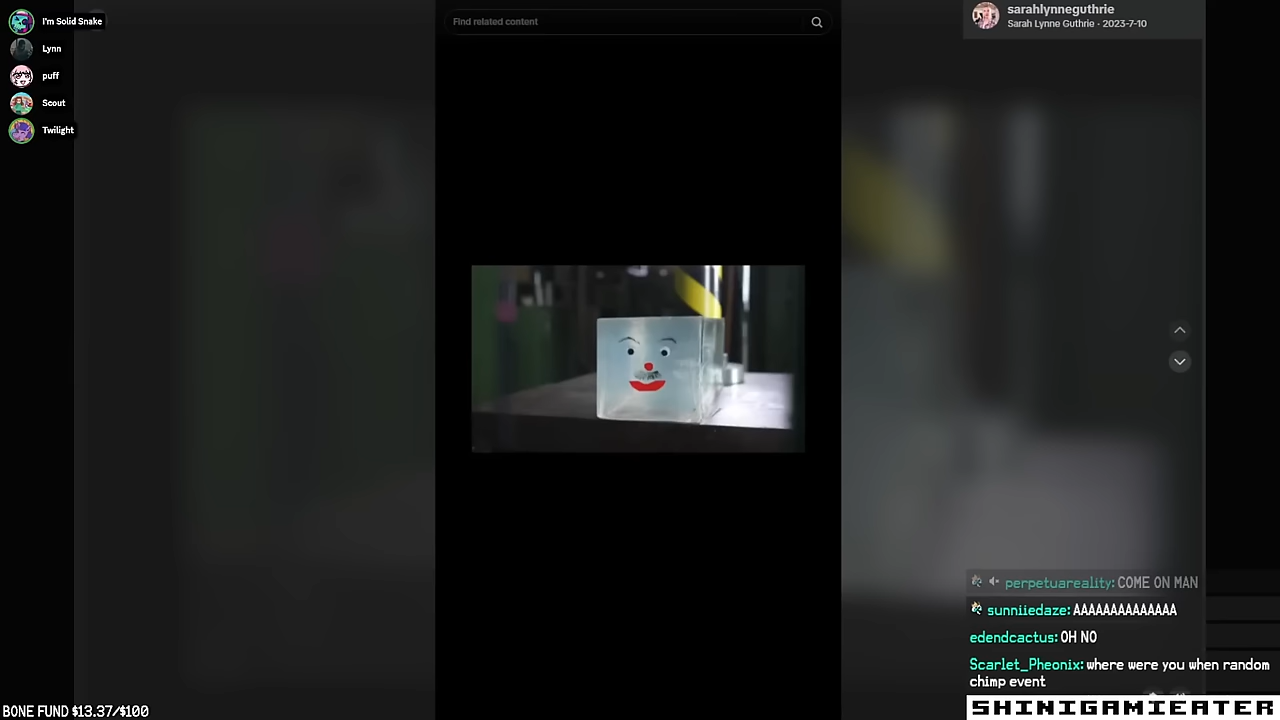 I'm Solid Snake
Lynn
puff
Scout
Twilight
Find related content
sarahlynneguthrie
Sarah Lynne Guthrie · 2023-7-10
perpetuareality: COME ON MAN
sunniiedaze: AAAAAAAAAAAAAA
edendcactus: OH NO
Scarlet_Pheonix: where were you when random
chimp event
SHINIGAMIEATER
BONE FUND $13.37/$100